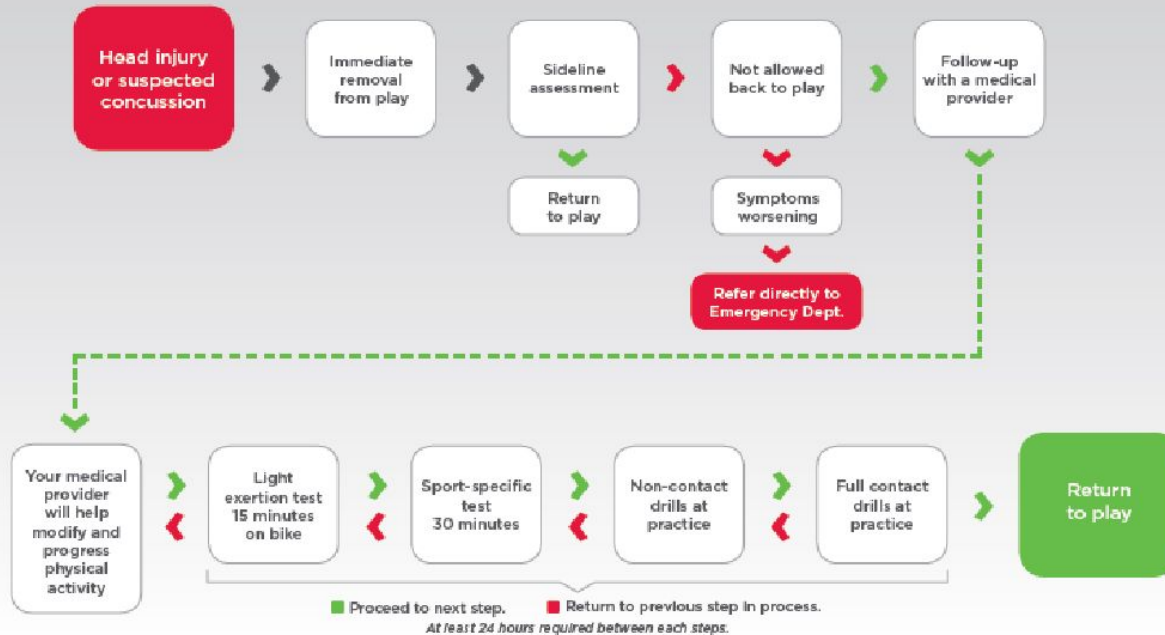 Head injury
or suspected
concussion
Immediate
removal
from play
Sideline
assessment
Not allowed
back to play
Follow-up
with a medical
provider
Return
to play
Symptoms
worsening
Refer directly to
Emergency Dept.
Your medical
provider
will help
modify and
progress
physical
activity
Light
exertion test
15 minutes
on bike
Sport-specific
test
30 minutes
Non-contact
drills at
practice
Full contact
drills at
practice
Return
to play
Proceed to next step.
Return to previous step in process.
At least 24 hours required between each steps.